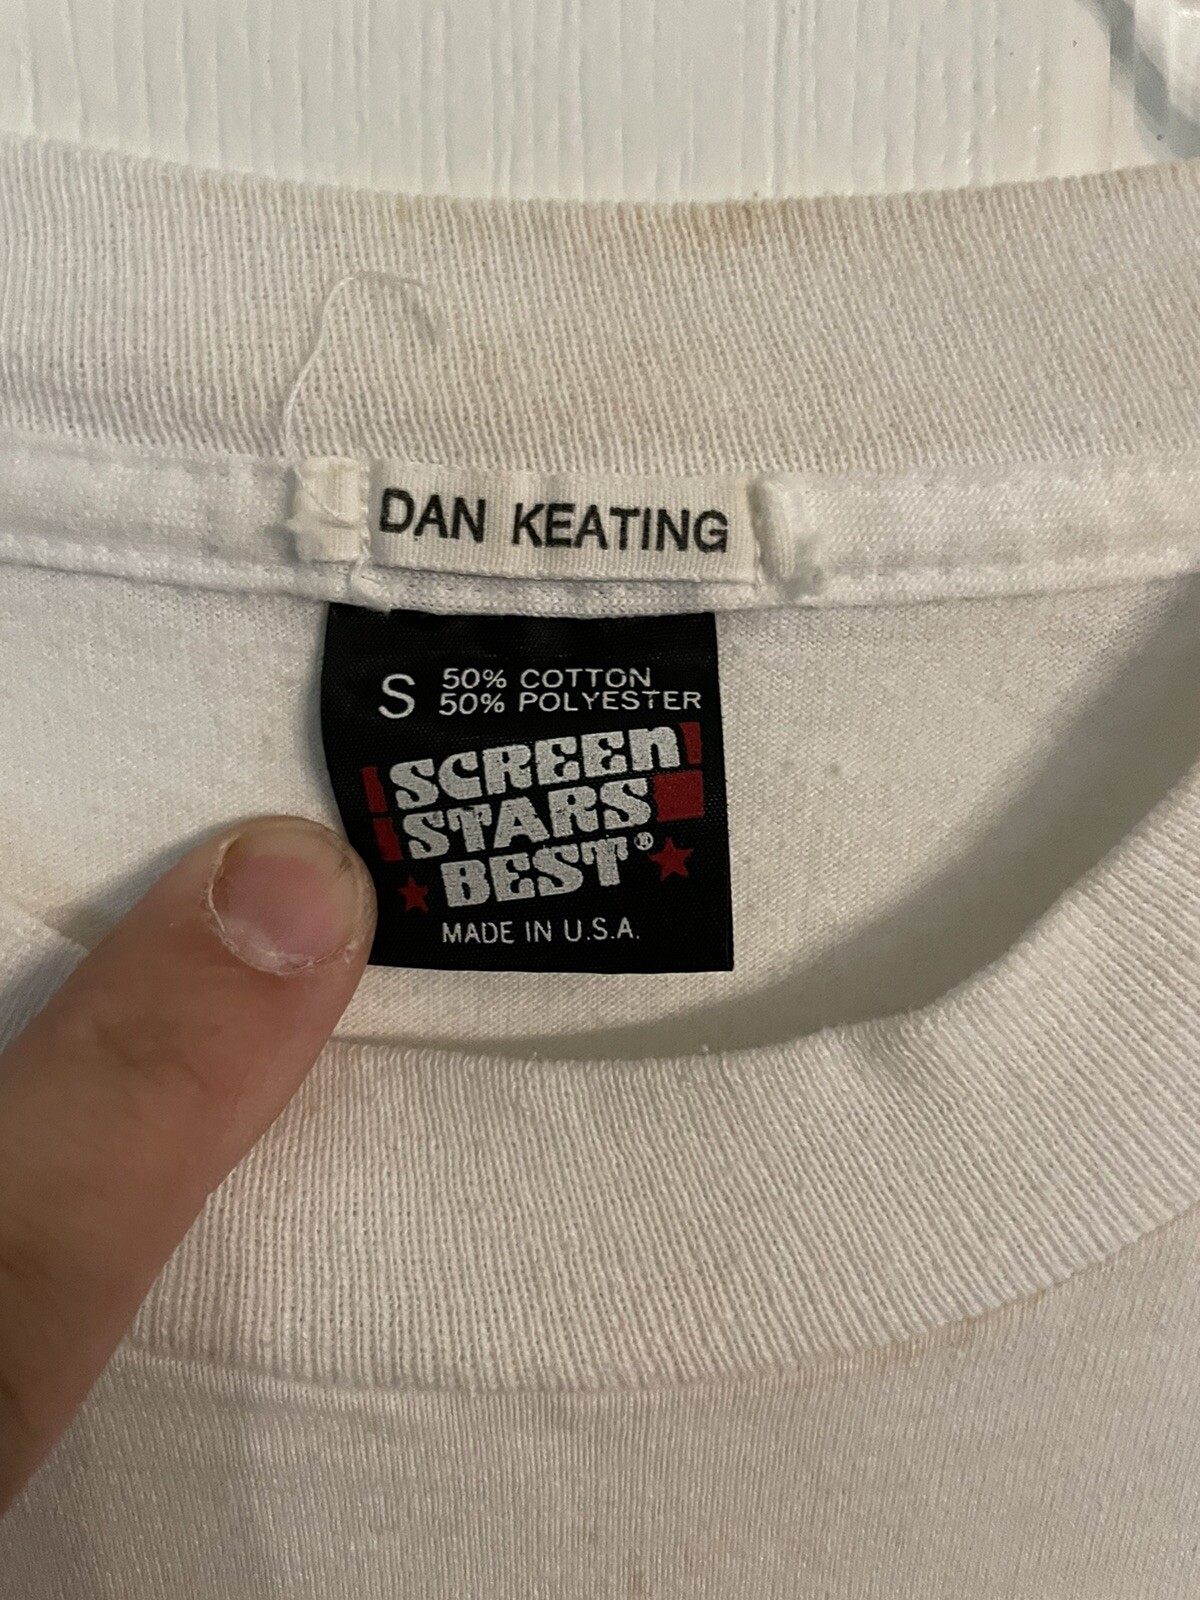 DAN KEATING
S 50% COTTON
50% POLYESTER
SCREEN
STARS
BEST®
MADE IN U.S.A.